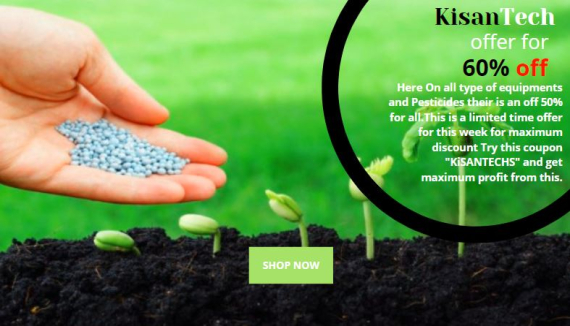 KisanTech
offer for
60% off
Here On all type of equipments
and Pesticides their is an off 50%
for all.This is a limited time offer
for this week for maximum
discount Try this coupon
"KiSANTECHS" and get
maximum profit from this.
SHOP NOW